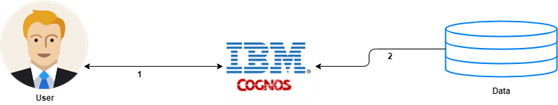 IBM®
COGNOS
1
2
User
Data